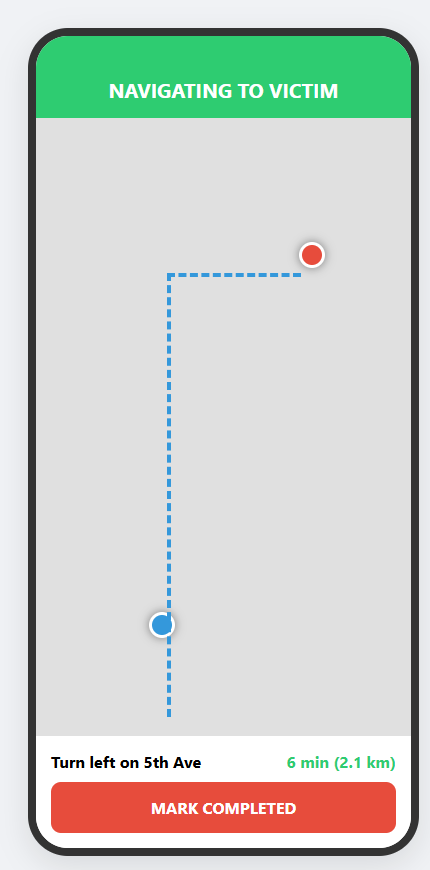 NAVIGATING TO VICTIM
Turn left on 5th Ave 6 min (2.1 km)
MARK COMPLETED